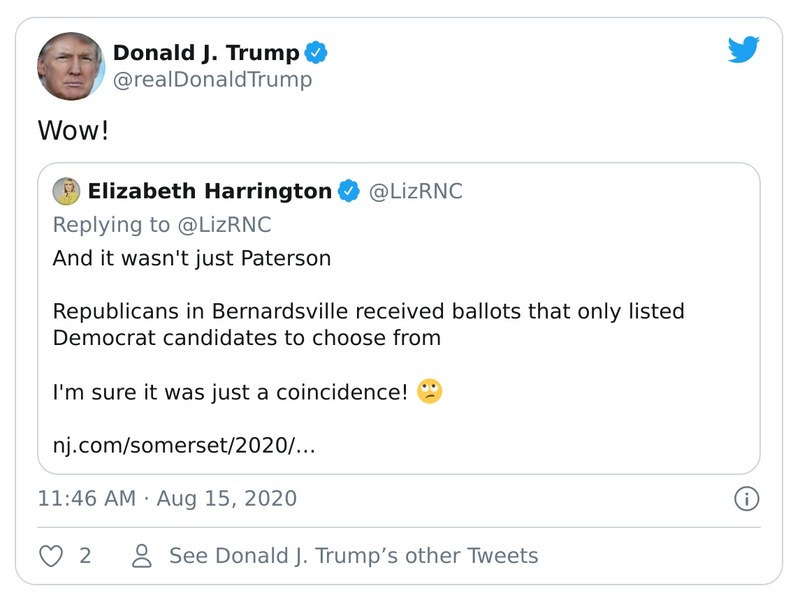 Donald J. Trump
@realDonaldTrump
Wow!
Elizabeth Harrington @LizRNC
Replying to @LizRNC
And it wasn't just Paterson
Republicans in Bernardsville received ballots that only listed
Democrat candidates to choose from
I'm sure it was just a coincidence! 🙄
nj.com/somerset/2020/…
11:46 AM · Aug 15, 2020
2 See Donald J. Trump’s other Tweets